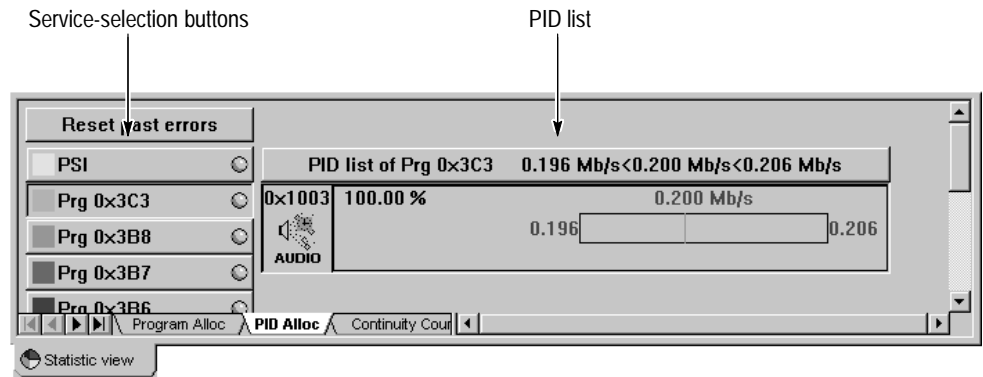 Service-selection buttons
PID list
Reset past errors
PSI
PID list of Prg 0x3C3 0.196 Mb/s<0.200 Mb/s<0.206 Mb/s
Prg 0x3C3
0x1003 100.00 % 0.200 Mb/s
0.196 0.206
AUDIO
Prg 0x3B8
Prg 0x3B7
Prg 0x3B6
Program Alloc PID Alloc Continuity Cour
Statistic view